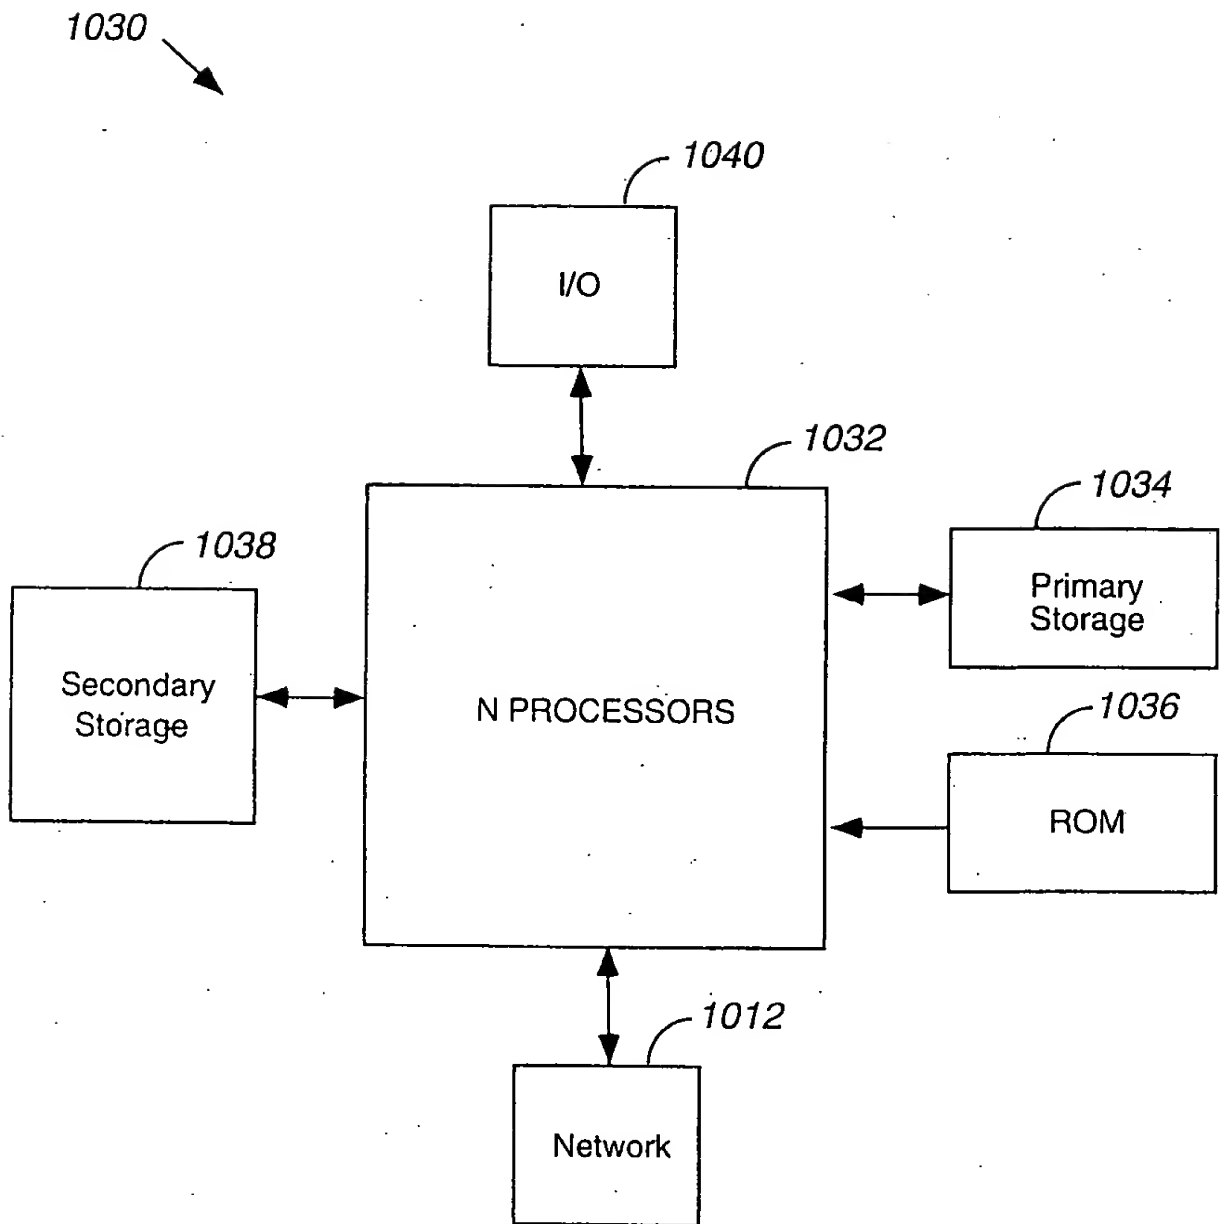 1030
1040
I/O
1032
1034
Primary
Storage
1038
Secondary
Storage
N PROCESSORS
1036
ROM
1012
Network